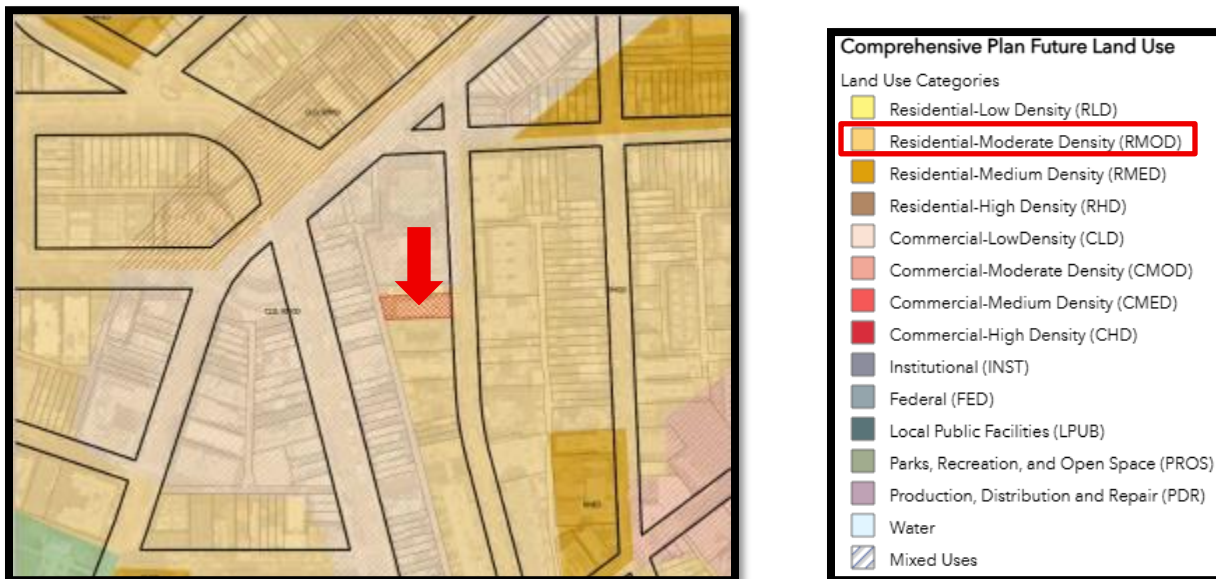 Comprehensive Plan Future Land Use
Land Use Categories
Residential-Low Density (RLD)
Residential-Moderate Density (RMOD)
Residential-Medium Density (RMED)
Residential-High Density (RHD)
Commercial-LowDensity (CLD)
Commercial-Moderate Density (CMOD)
Commercial-Medium Density (CMED)
Commercial-High Density (CHD)
Institutional (INST)
Federal (FED)
Local Public Facilities (LPUB)
Parks, Recreation, and Open Space (PROS)
Production, Distribution and Repair (PDR)
Water
Mixed Uses